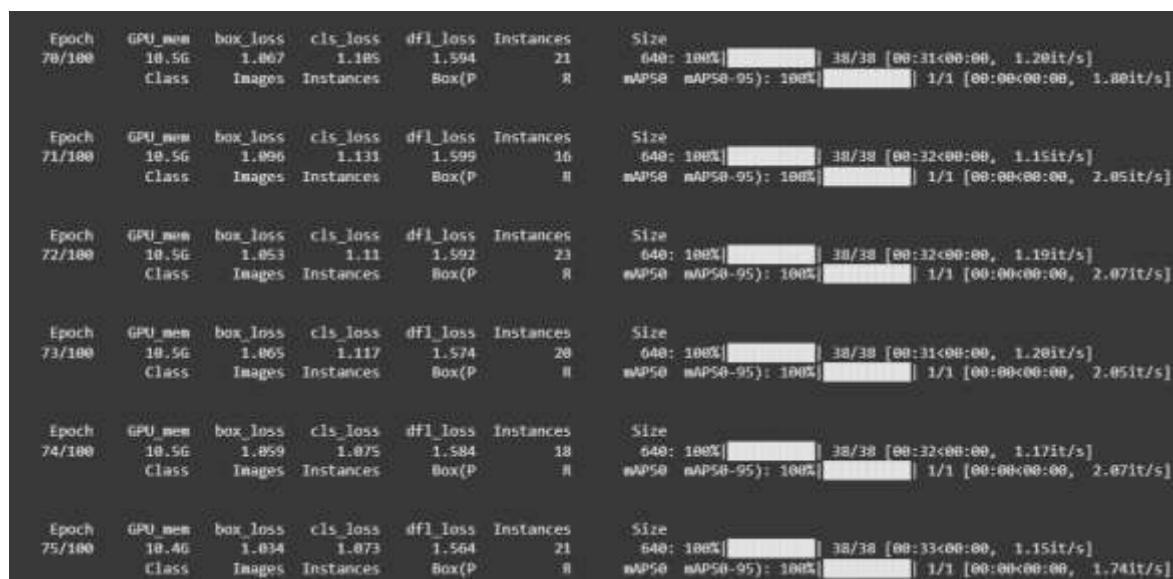 Epoch GPU_mem box_loss cls_loss dfl_loss Instances Size
70/100 10.5G 1.067 1.105 1.594 21 640: 100%| | 38/38 [00:31<00:00, 1.20it/s]
Class Images Instances Box(P R mAP50 mAP50-95): 100%| | 1/1 [00:00<00:00, 1.80it/s]
Epoch GPU_mem box_loss cls_loss dfl_loss Instances Size
71/100 10.5G 1.096 1.131 1.599 16 640: 100%| | 38/38 [00:32<00:00, 1.15it/s]
Class Images Instances Box(P R mAP50 mAP50-95): 100%| | 1/1 [00:00<00:00, 2.05it/s]
Epoch GPU_mem box_loss cls_loss dfl_loss Instances Size
72/100 10.5G 1.053 1.11 1.592 23 640: 100%| | 38/38 [00:32<00:00, 1.19it/s]
Class Images Instances Box(P R mAP50 mAP50-95): 100%| | 1/1 [00:00<00:00, 2.07it/s]
Epoch GPU_mem box_loss cls_loss dfl_loss Instances Size
73/100 10.5G 1.065 1.117 1.574 20 640: 100%| | 38/38 [00:31<00:00, 1.20it/s]
Class Images Instances Box(P R mAP50 mAP50-95): 100%| | 1/1 [00:00<00:00, 2.05it/s]
Epoch GPU_mem box_loss cls_loss dfl_loss Instances Size
74/100 10.5G 1.059 1.075 1.584 18 640: 100%| | 38/38 [00:32<00:00, 1.17it/s]
Class Images Instances Box(P R mAP50 mAP50-95): 100%| | 1/1 [00:00<00:00, 2.07it/s]
Epoch GPU_mem box_loss cls_loss dfl_loss Instances Size
75/100 10.4G 1.034 1.073 1.564 21 640: 100%| | 38/38 [00:33<00:00, 1.15it/s]
Class Images Instances Box(P R mAP50 mAP50-95): 100%| | 1/1 [00:00<00:00, 1.74it/s]